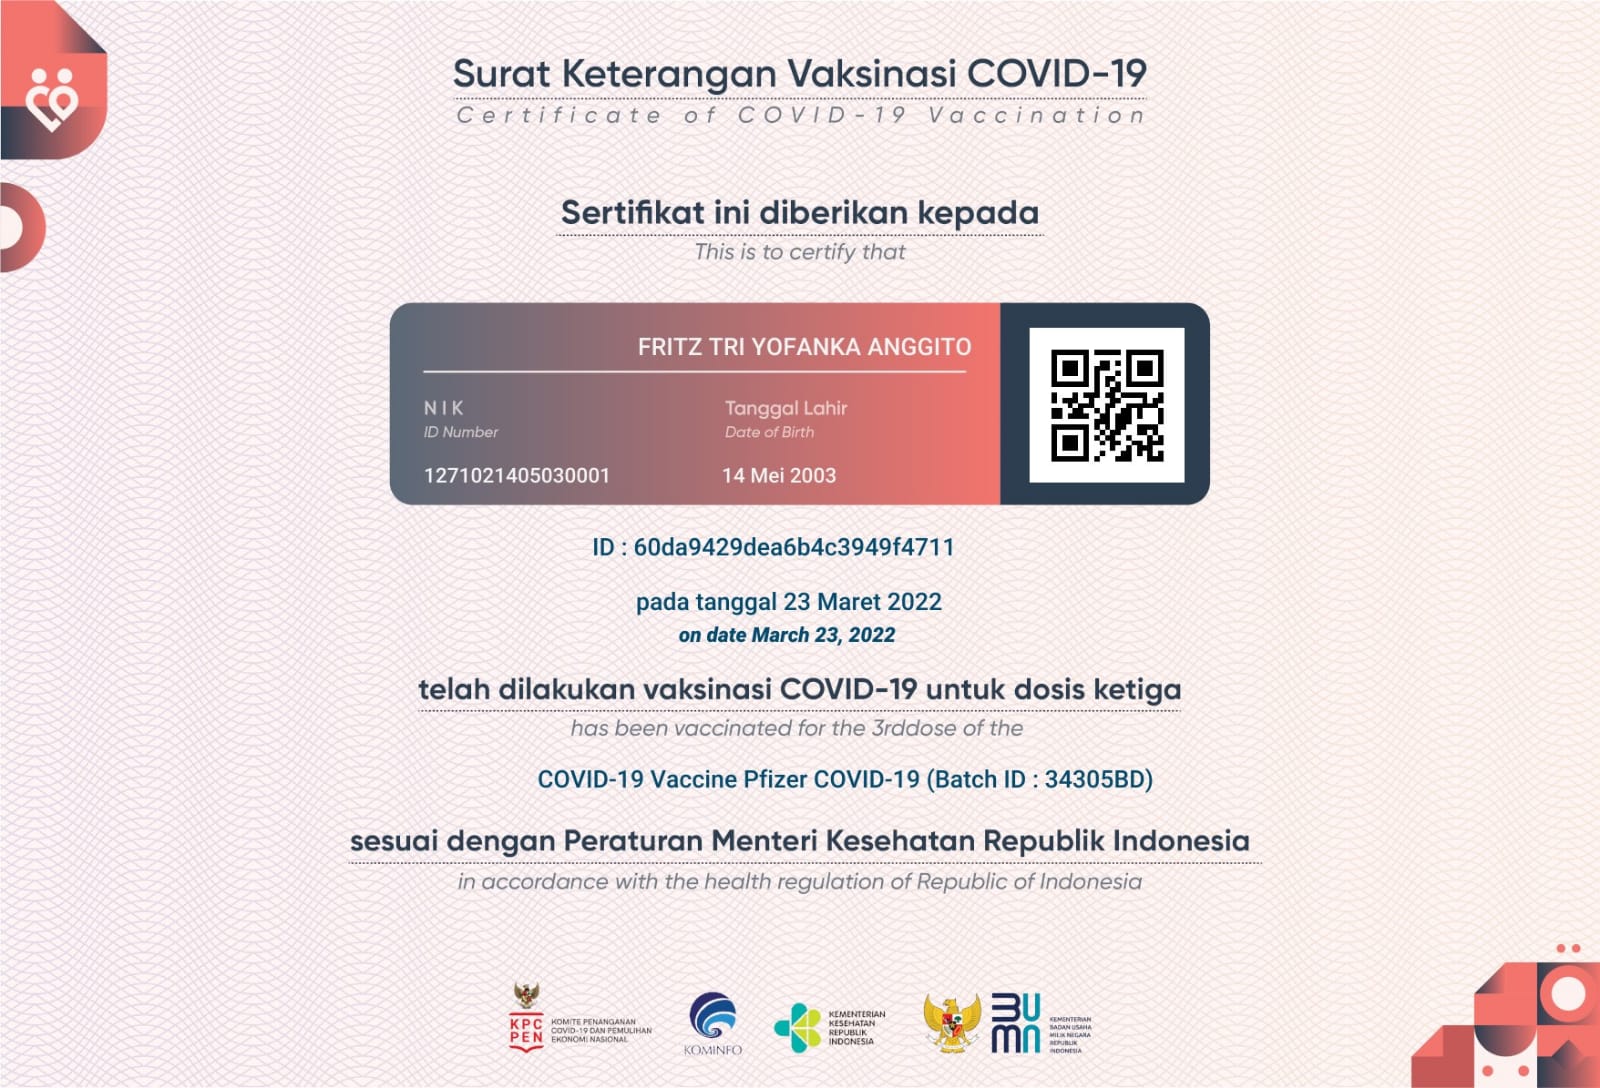 Surat Keterangan Vaksinasi COVID-19
Certificate of COVID-19 Vaccination
Sertifikat ini diberikan kepada
This is to certify that
FRITZ TRI YOFANKA ANGGITO
NIK
ID Number
1271021405030001
Tanggal Lahir
Date of Birth
14 Mei 2003
ID : 60da9429dea6b4c3949f4711
pada tanggal 23 Maret 2022
on date March 23, 2022
telah dilakukan vaksinasi COVID-19 untuk dosis ketiga
has been vaccinated for the 3rddose of the
COVID-19 Vaccine Pfizer COVID-19 (Batch ID : 34305BD)
sesuai dengan Peraturan Menteri Kesehatan Republik Indonesia
in accordance with the health regulation of Republic of Indonesia
KPC
PEN
KOMITE PENANGANAN
COVID-19 DAN PEMULIHAN
EKONOMI NASIONAL
KOMINFO
KEMENTERIAN
KESEHATAN
REPUBLIK
INDONESIA
BUMN
KEMENTERIAN
BADAN USAHA
MILIK NEGARA
REPUBLIK
INDONESIA